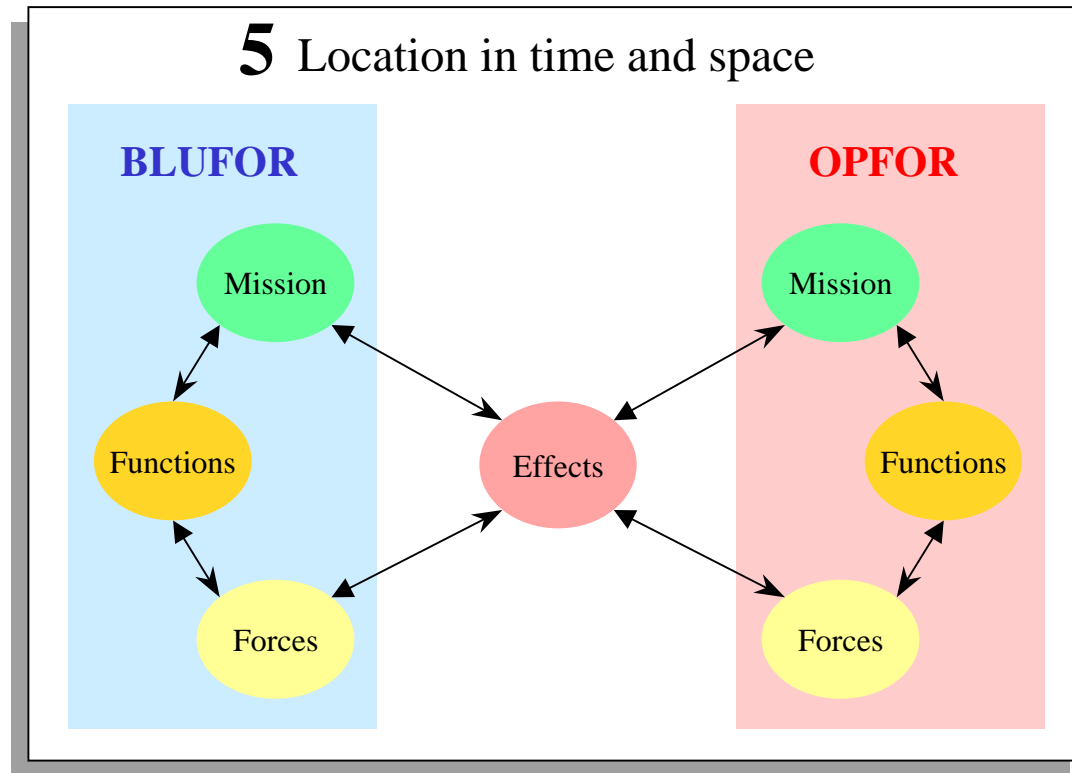 5 Location in time and space
BLUFOR
OPFOR
Mission
Mission
Functions
Effects
Functions
Forces
Forces